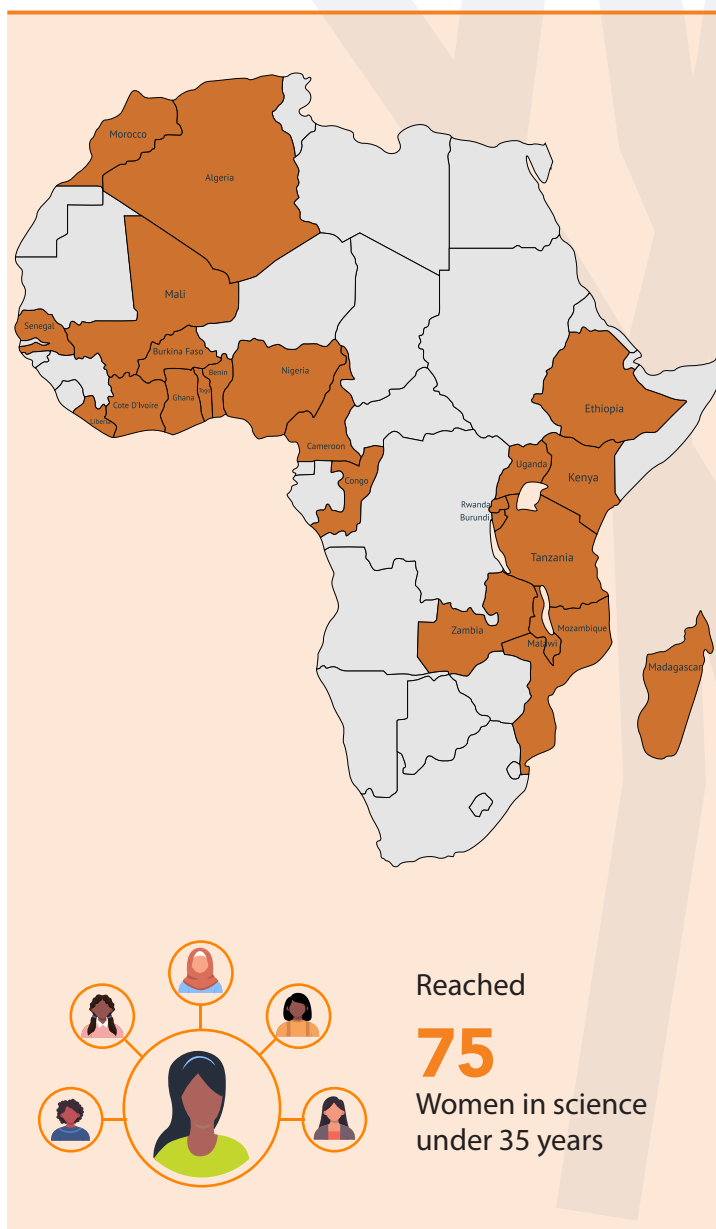 Morocco
Algeria
Mali
Senegal
Burkina Faso
Benin
Nigeria
Togo
Cote D'Ivoire
Ghana
Liberia
Cameroon
Congo
Ethiopia
Uganda
Kenya
Rwanda
Burundi
Tanzania
Zambia
Mozambique
Malawi
Madagascar
Reached
75
Women in science
under 35 years